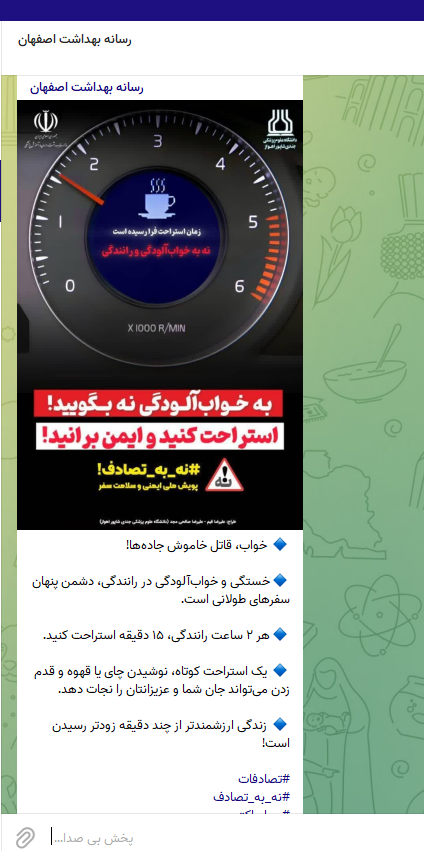 رسانه بهداشت اصفهان
رسانه بهداشت اصفهان
دانشگاه علوم پزشکی
جندی شاپور اهواز
0
1
2
3
4
5
6
زمان استراحت فرا رسیده است
نه به خواب‌آلودگی و رانندگی
X 1000 R/MIN
به خواب‌آلودگی نه بگویید!
استراحت کنید و ایمن برانید!
#نه_به_تصادف!
پویش ملی ایمنی و سلامت سفر
نه
طراح: علیرضا قیم - علیرضا صالحی مجد (دانشگاه علوم پزشکی جندی شاپور اهواز)
🔷 خواب، قاتل خاموش جاده‌ها!
🔷 خستگی و خواب‌آلودگی در رانندگی، دشمن پنهان
سفرهای طولانی است.
🔷 هر ۲ ساعت رانندگی، ۱۵ دقیقه استراحت کنید.
🔷 یک استراحت کوتاه، نوشیدن چای یا قهوه و قدم
زدن می‌تواند جان شما و عزیزانتان را نجات دهد.
🔷 زندگی ارزشمندتر از چند دقیقه زودتر رسیدن
است!
#تصادفات
#نه_به_تصادف
پخش بی صدا...